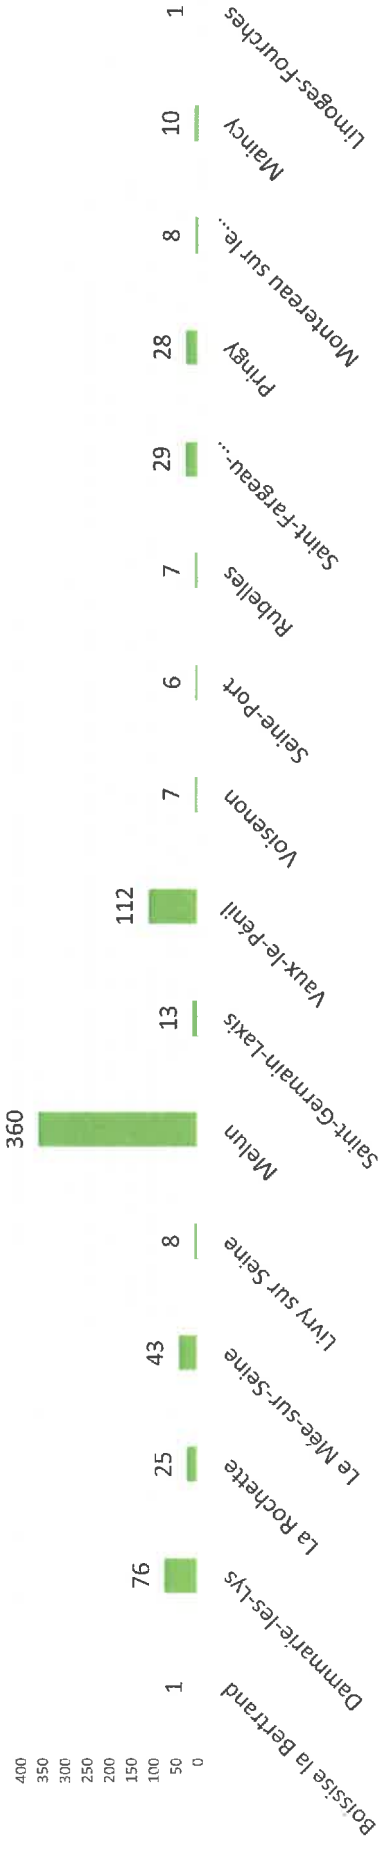 400
350
300
250
200
150
100
50
0
1
76
25
43
8
360
13
112
7
6
7
29
28
8
10
1
Boissise la Bertrand
Dammarie-les-Lys
La Rochette
Le Mée-sur-Seine
Livry sur Seine
Melun
Saint-Germain-Laxis
Vaux-le-Pénil
Voisenon
Seine-Port
Rubelles
Saint-Fargeau-...
Pringy
Montereau sur le...
Maincy
Limoges-Fourches